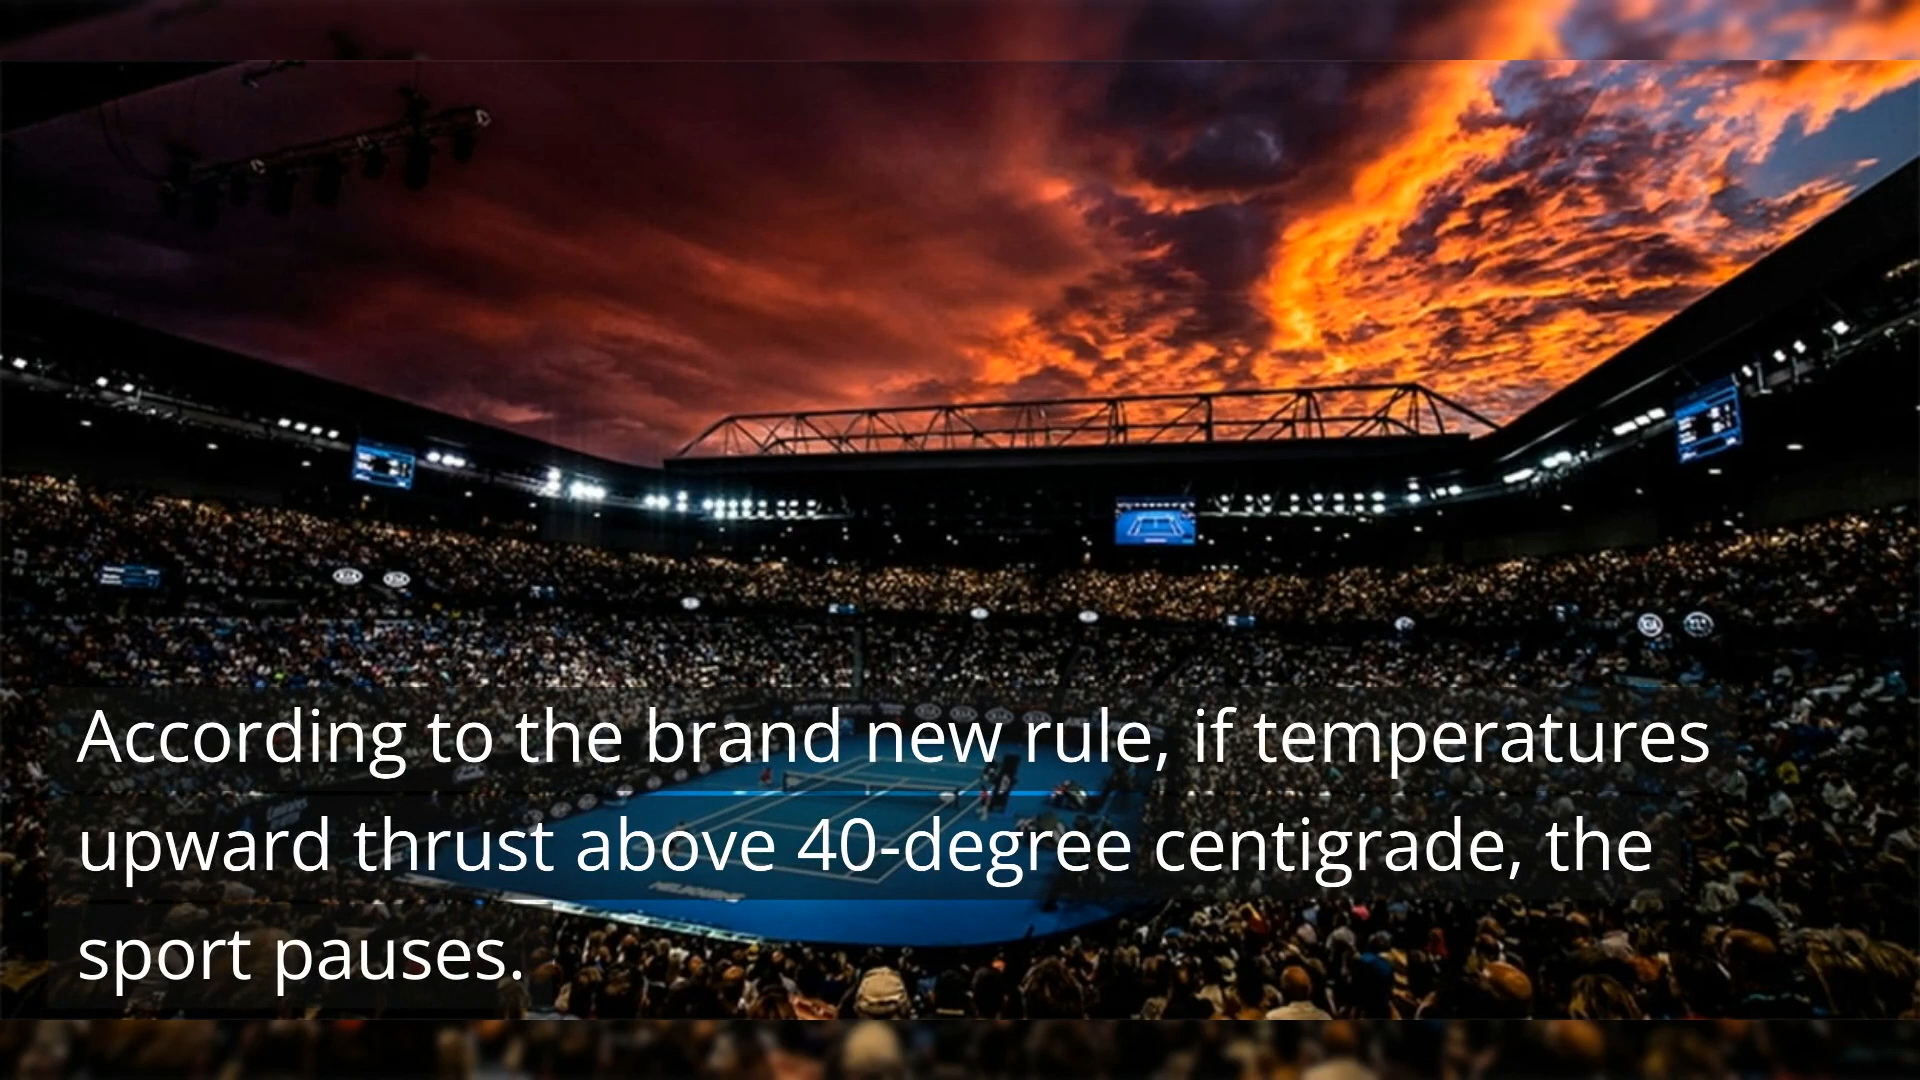 According to the brand new rule, if temperatures
upward thrust above 40-degree centigrade, the
sport pauses.